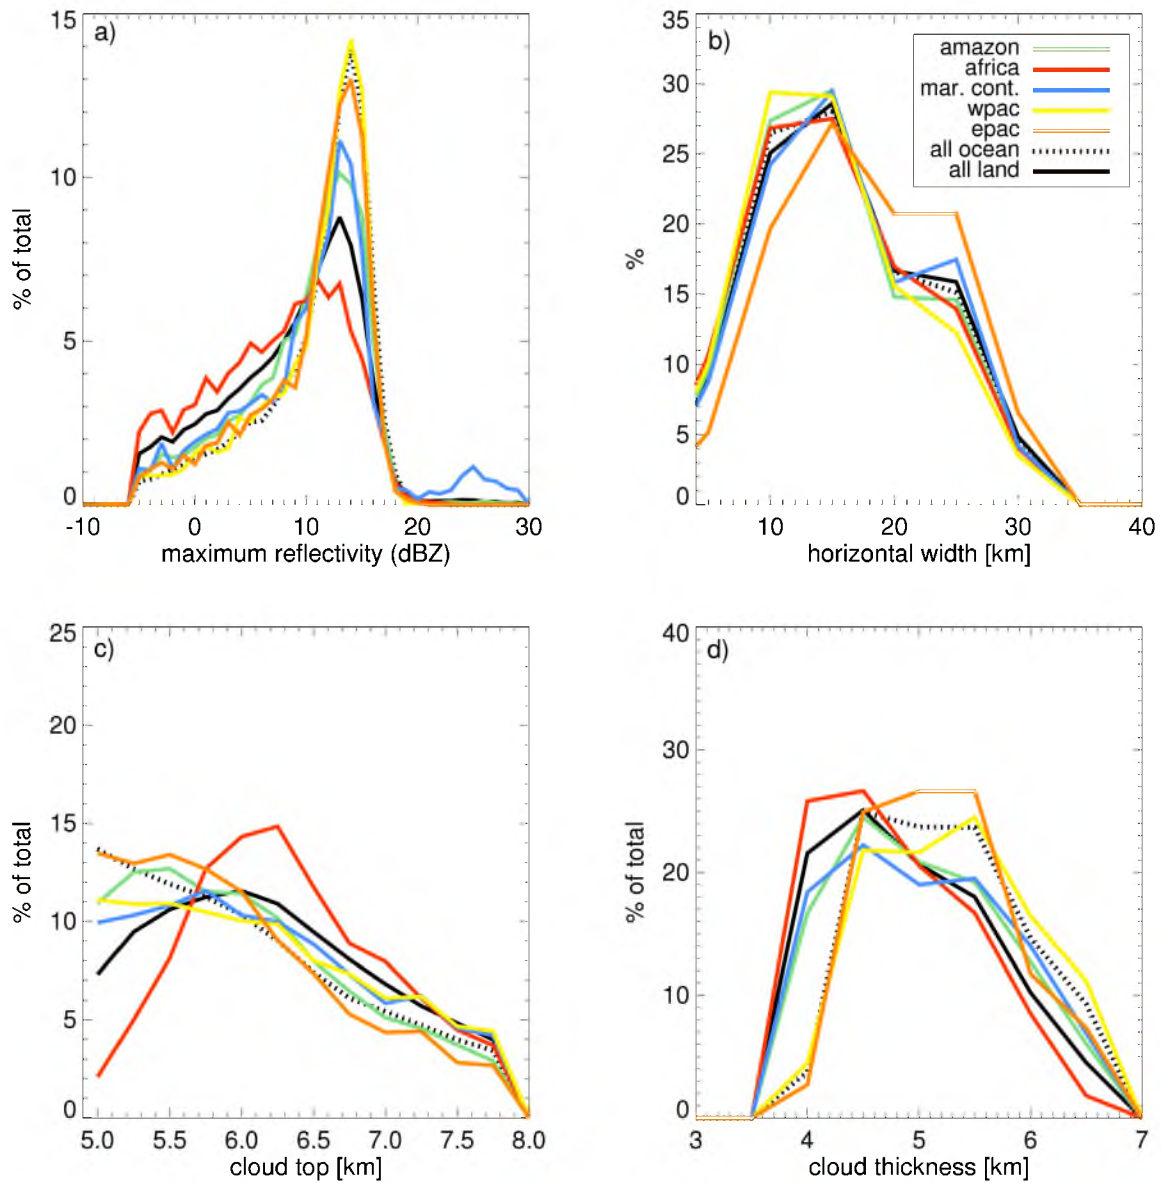 a)
15
10
5
0
% of total
-10 0 10 20 30
maximum reflectivity (dBZ)
b)
35
30
25
20
15
10
5
0
%
amazon
africa
mar. cont.
wpac
epac
all ocean
all land
10 20 30 40
horizontal width [km]
c)
25
20
15
10
5
0
% of total
5.0 5.5 6.0 6.5 7.0 7.5 8.0
cloud top [km]
d)
40
30
20
10
0
% of total
3 4 5 6 7
cloud thickness [km]